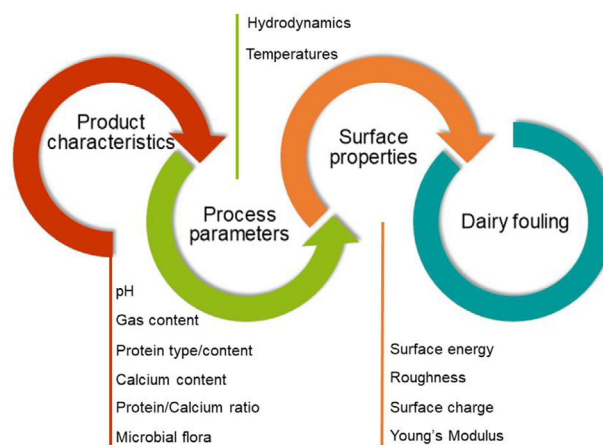 Hydrodynamics
Temperatures
Product
characteristics
Surface
properties
Process
parameters
Dairy fouling
pH
Gas content
Protein type/content
Calcium content
Protein/Calcium ratio
Microbial flora
Surface energy
Roughness
Surface charge
Young's Modulus